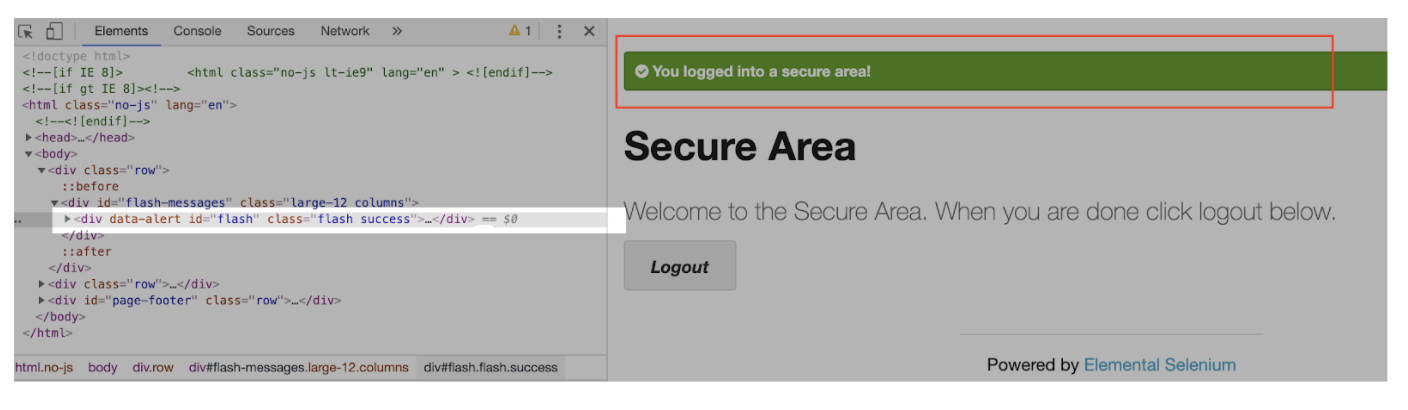 Elements Console Sources Network » 1
<!doctype html>
<!--[if IE 8]> <html class="no-js lt-ie9" lang="en" > <![endif]-->
<!--[if gt IE 8]><!-->
<html class="no-js" lang="en">
<!--<![endif]-->
<head>…</head>
<body>
<div class="row">
::before
<div id="flash-messages" class="large-12 columns">
<div data-alert id="flash" class="flash success">…</div> == $0
</div>
::after
</div>
<div class="row">…</div>
<div id="page-footer" class="row">…</div>
</body>
</html>
html.no-js body div.row div#flash-messages.large-12.columns div#flash.flash.success
You logged into a secure area!
Secure Area
Welcome to the Secure Area. When you are done click logout below.
Logout
Powered by Elemental Selenium